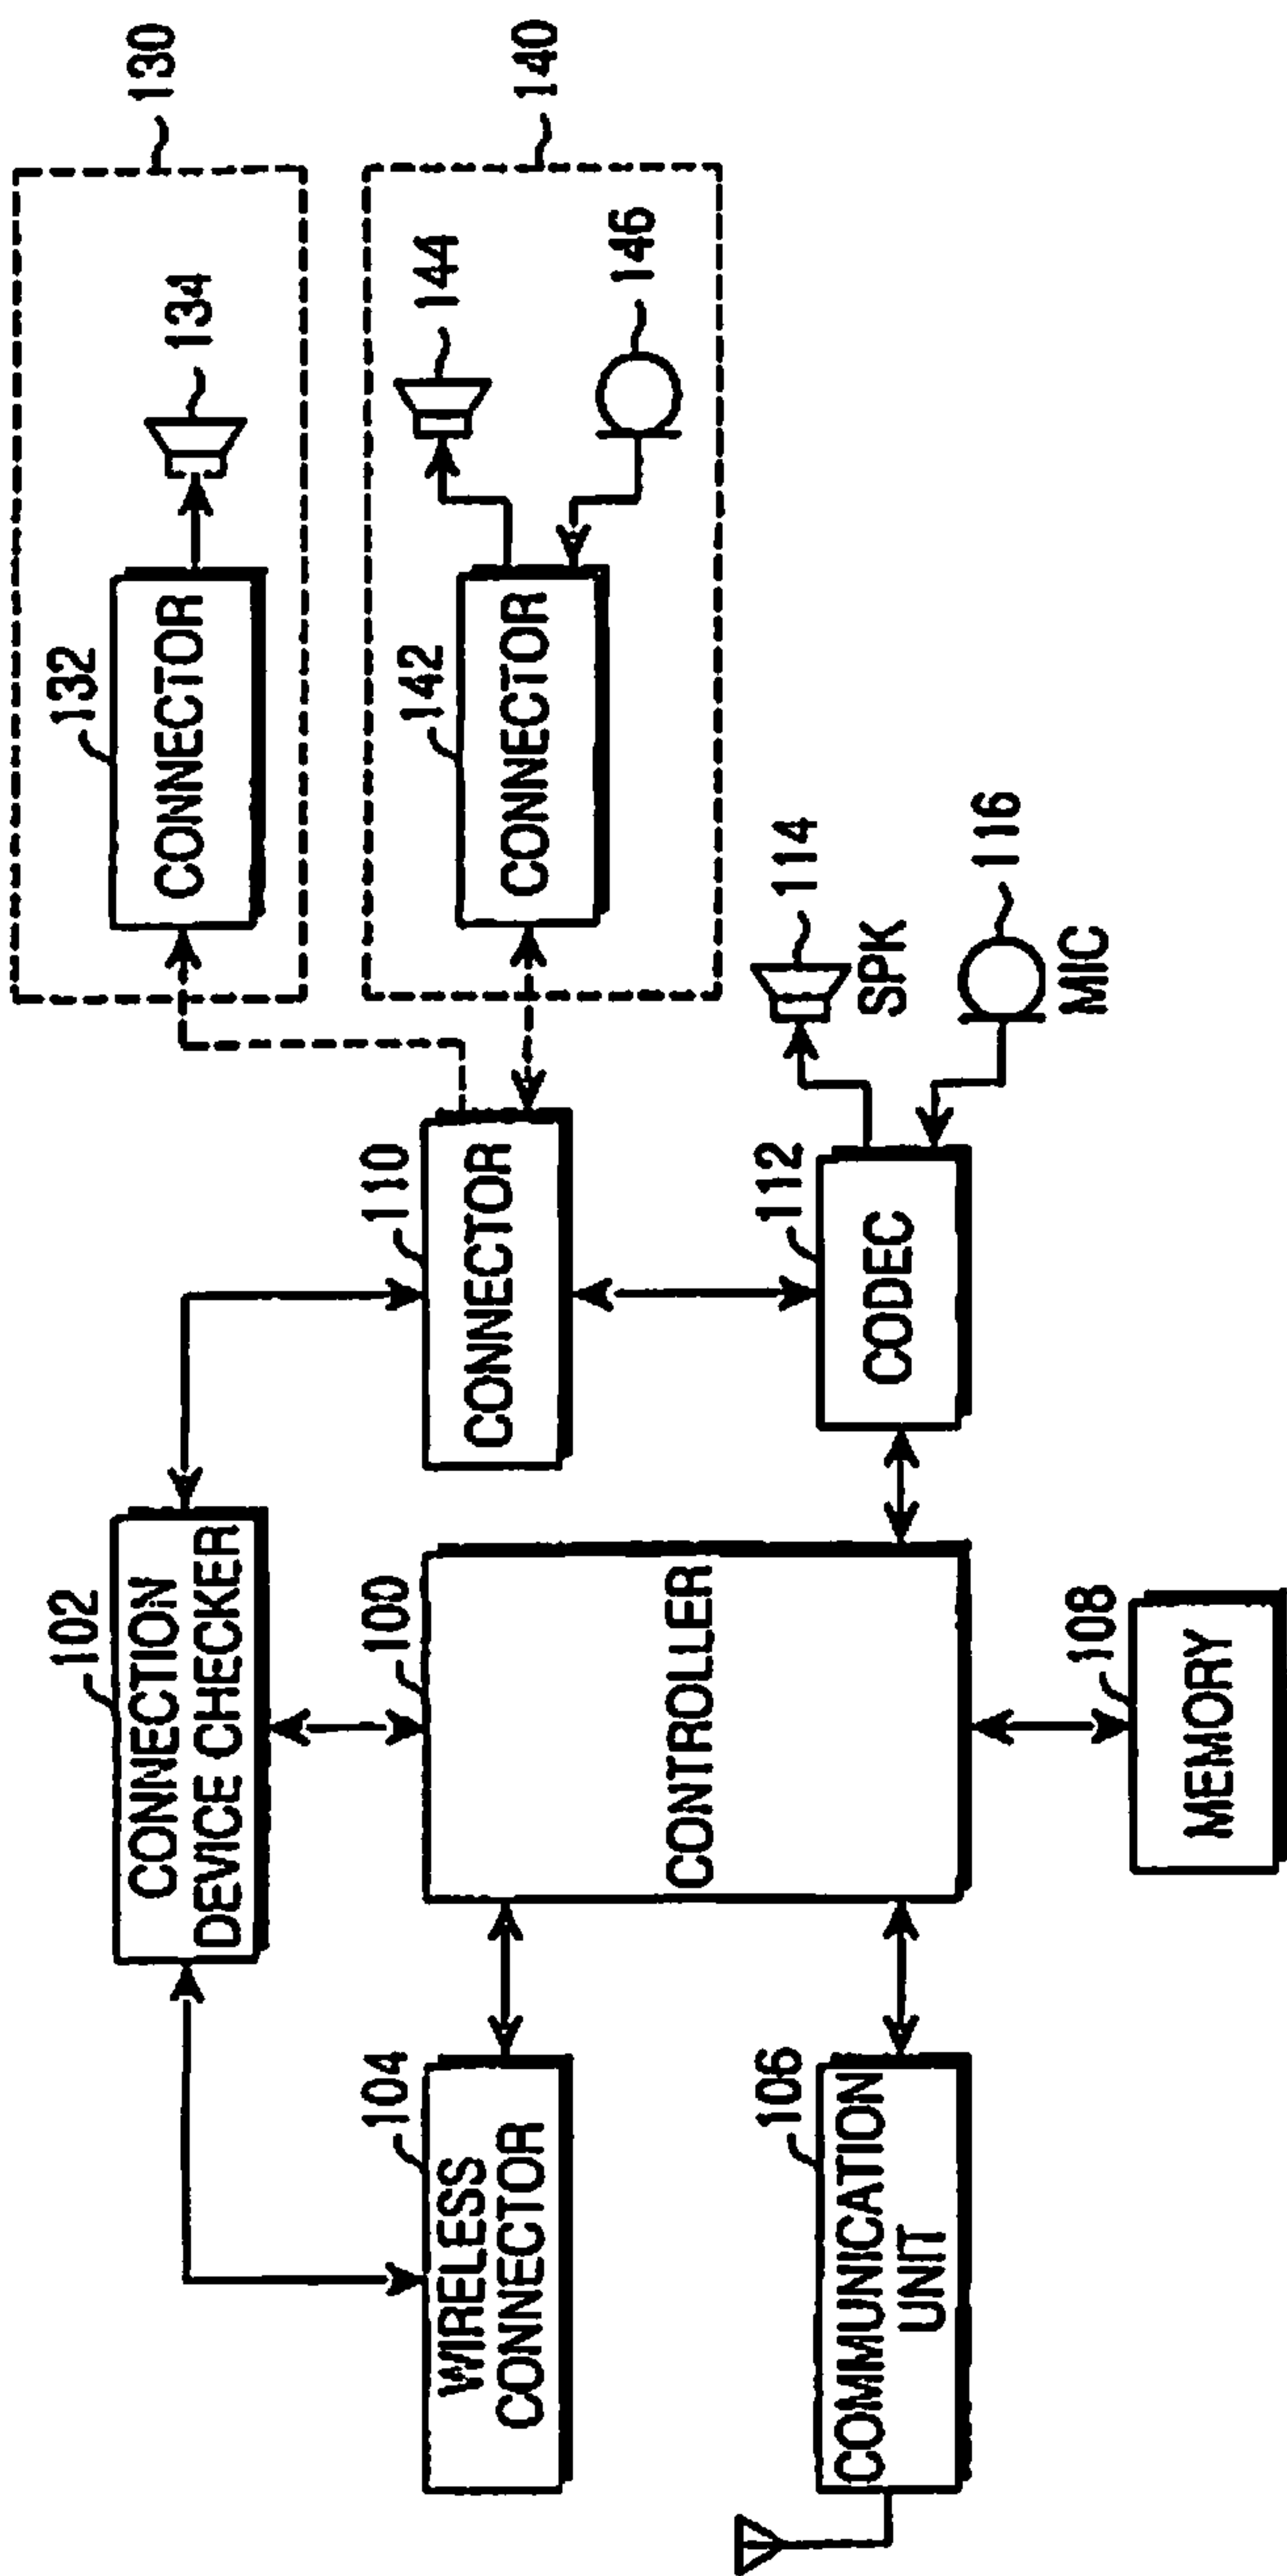 102
CONNECTION
DEVICE CHECKER
132
CONNECTOR
134
130
104
WIRELESS
CONNECTOR
100
CONTROLLER
110
CONNECTOR
142
CONNECTOR
144
146
140
106
COMMUNICATION
UNIT
112
CODEC
114
SPK
116
MIC
108
MEMORY